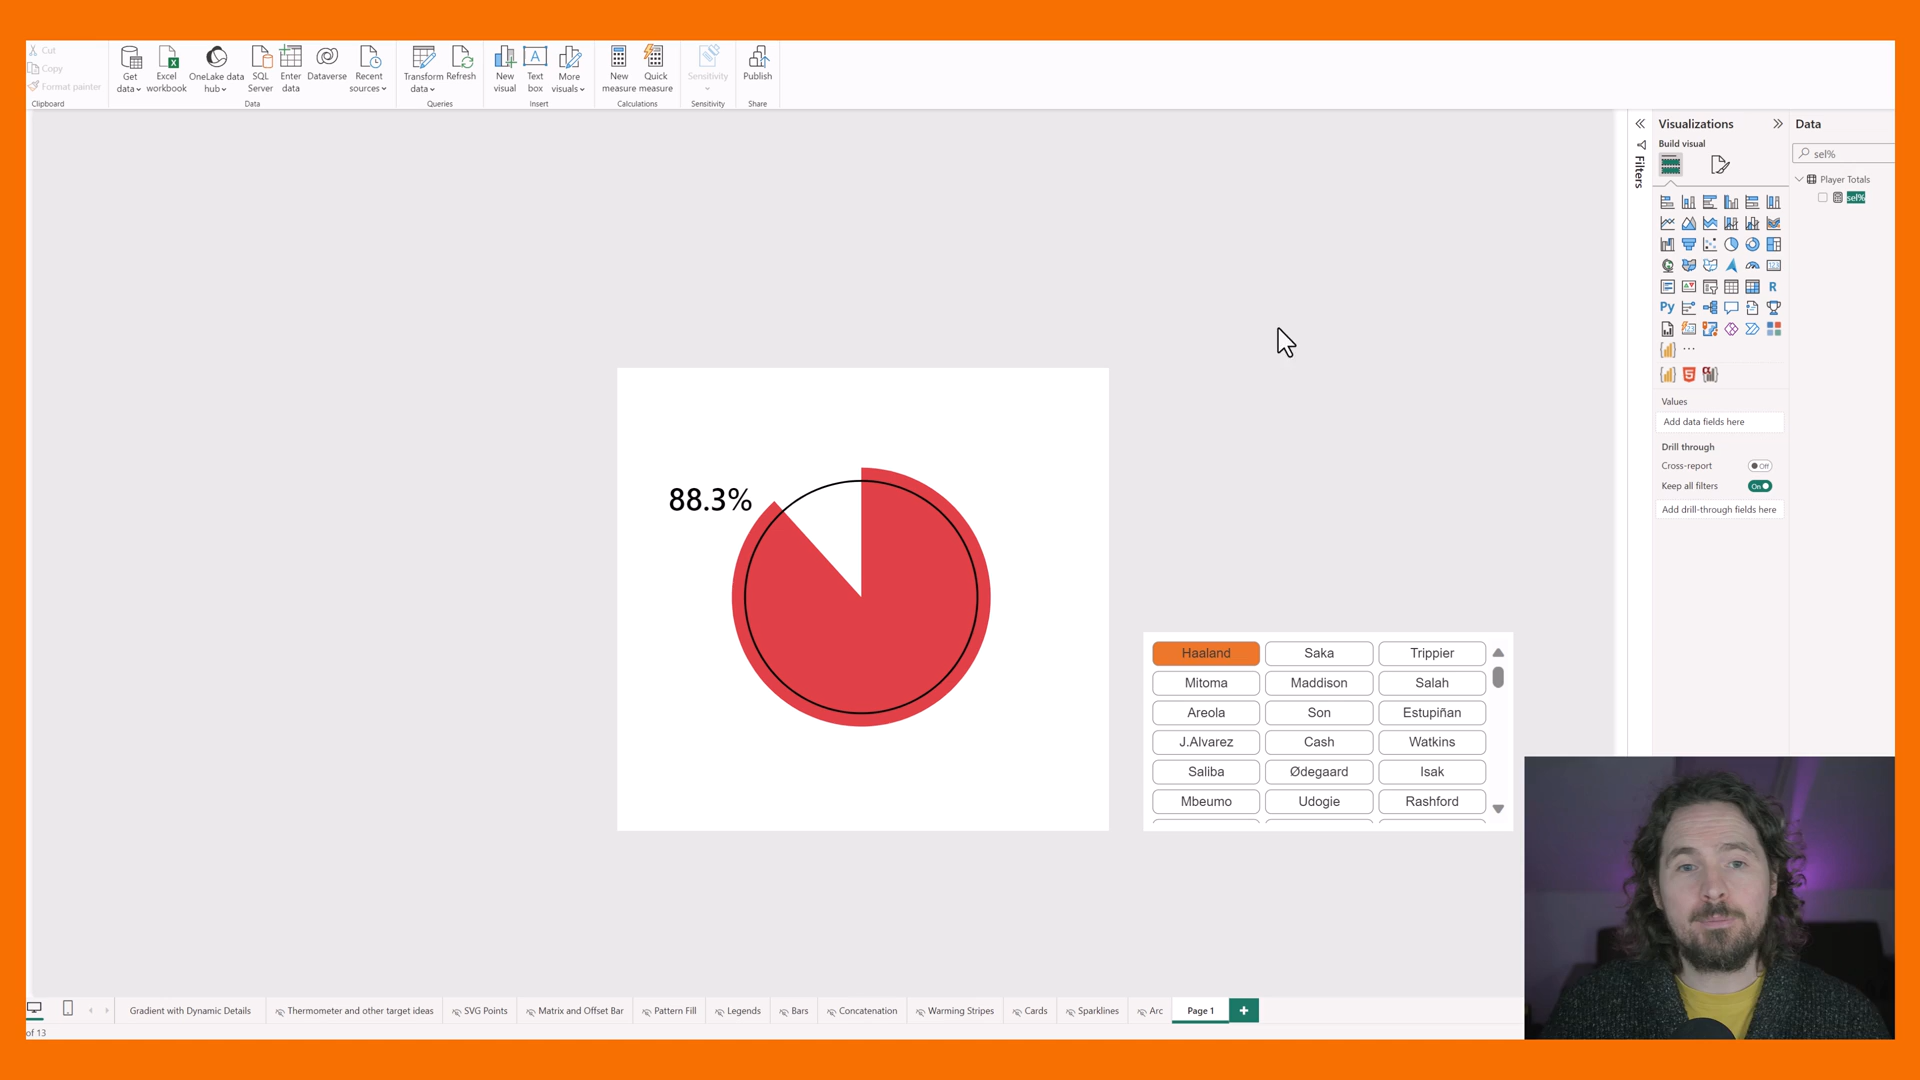 Cut
Copy
Format painter
Clipboard
Get data
Excel workbook
OneLake data hub
SQL Server
Enter data
Dataverse
Recent sources
Data
Transform data
Refresh
Queries
New visual
Text box
More visuals
Insert
New measure
Quick measure
Calculations
Sensitivity
Sensitivity
Publish
Share
Filters
Visualizations
Build visual
R
Py
Values
Add data fields here
Drill through
Cross-report
Off
Keep all filters
On
Add drill-through fields here
Data
sel%
Player Totals
sel%
88.3%
Haaland
Saka
Trippier
Mitoma
Maddison
Salah
Areola
Son
Estupiñan
J.Alvarez
Cash
Watkins
Saliba
Ødegaard
Isak
Mbeumo
Udogie
Rashford
Gradient with Dynamic Details
Thermometer and other target ideas
SVG Points
Matrix and Offset Bar
Pattern Fill
Legends
Bars
Concatenation
Warming Stripes
Cards
Sparklines
Arc
Page 1
+
of 13